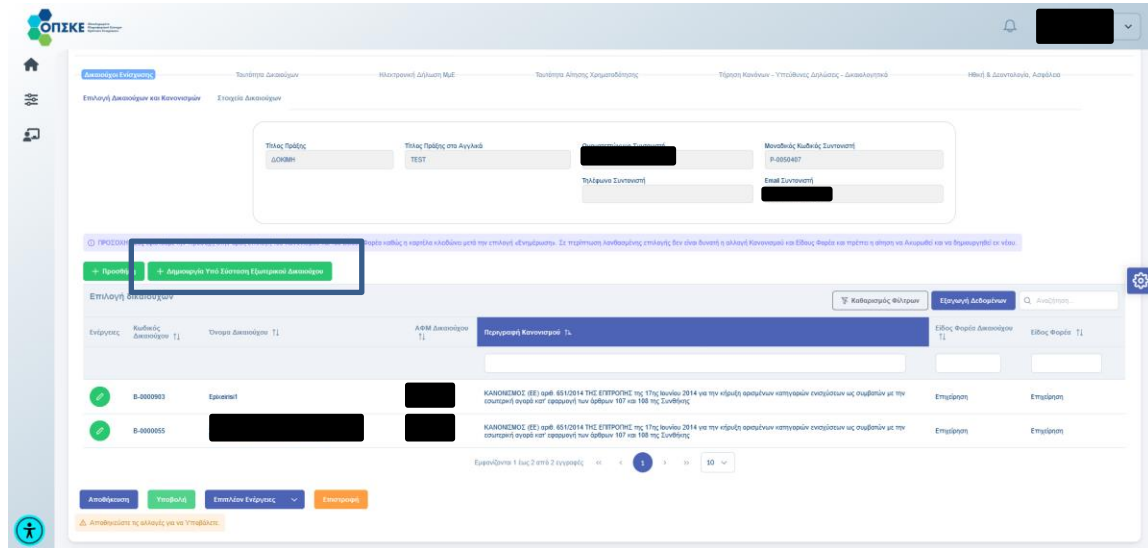 ΟΠΣΚΕ
Δικαιούχοι Ενίσχυσης
Ταυτότητα Δικαιούχων
Ηλεκτρονική Δήλωση ΜμΕ
Ταυτότητα Αίτησης Χρηματοδότησης
Τήρηση Κανόνων - Υπεύθυνες Δηλώσεις - Δικαιολογητικά
Ηθική & Δεοντολογία, Ασφάλεια
Επιλογή Δικαιούχων και Κανονισμών
Στοιχεία Δικαιούχων
Τίτλος Πράξης
Τίτλος Πράξης στα Αγγλικά
Μοναδικός Κωδικός Συντονιστή
ΔΟΚΙΜΗ
TEST
P-0050407
Τηλέφωνο Συντονιστή
Email Συντονιστή
καθώς η καρτέλα κλειδώνει μετά την επιλογή «Ενημέρωση». Σε περίπτωση λανθασμένης επιλογής δεν είναι δυνατή η αλλαγή Κανονισμού και Είδους Φορέα και πρέπει η αίτηση να Ακυρωθεί και να δημιουργηθεί εκ νέου.
+ Δημιουργία Υπό Σύσταση Εξωτερικού Δικαιούχου
Επιλογή δικαιούχων
Καθαρισμός Φίλτρων
Εξαγωγή Δεδομένων
Αναζήτηση...
Ενέργειες
Κωδικός Δικαιούχου
Όνομα Δικαιούχου
ΑΦΜ Δικαιούχου
Περιγραφή Κανονισμού
Είδος Φορέα Δικαιούχου
Είδος Φορέα
B-0000903
Epixeirisi1
ΚΑΝΟΝΙΣΜΟΣ (ΕΕ) αριθ. 651/2014 ΤΗΣ ΕΠΙΤΡΟΠΗΣ της 17ης Ιουνίου 2014 για την κήρυξη ορισμένων κατηγοριών ενισχύσεων ως συμβατών με την
εσωτερική αγορά κατ' εφαρμογή των άρθρων 107 και 108 της Συνθήκης
Επιχείρηση
Επιχείρηση
B-0000055
ΚΑΝΟΝΙΣΜΟΣ (ΕΕ) αριθ. 651/2014 ΤΗΣ ΕΠΙΤΡΟΠΗΣ της 17ης Ιουνίου 2014 για την κήρυξη ορισμένων κατηγοριών ενισχύσεων ως συμβατών με την
εσωτερική αγορά κατ' εφαρμογή των άρθρων 107 και 108 της Συνθήκης
Επιχείρηση
Επιχείρηση
Εμφανίζονται 1 έως 2 από 2 εγγραφές
1
10
Αποθήκευση
Υποβολή
Επιπλέον Ενέργειες
Επιστροφή
Αποθηκεύστε τις αλλαγές για να Υποβάλετε.